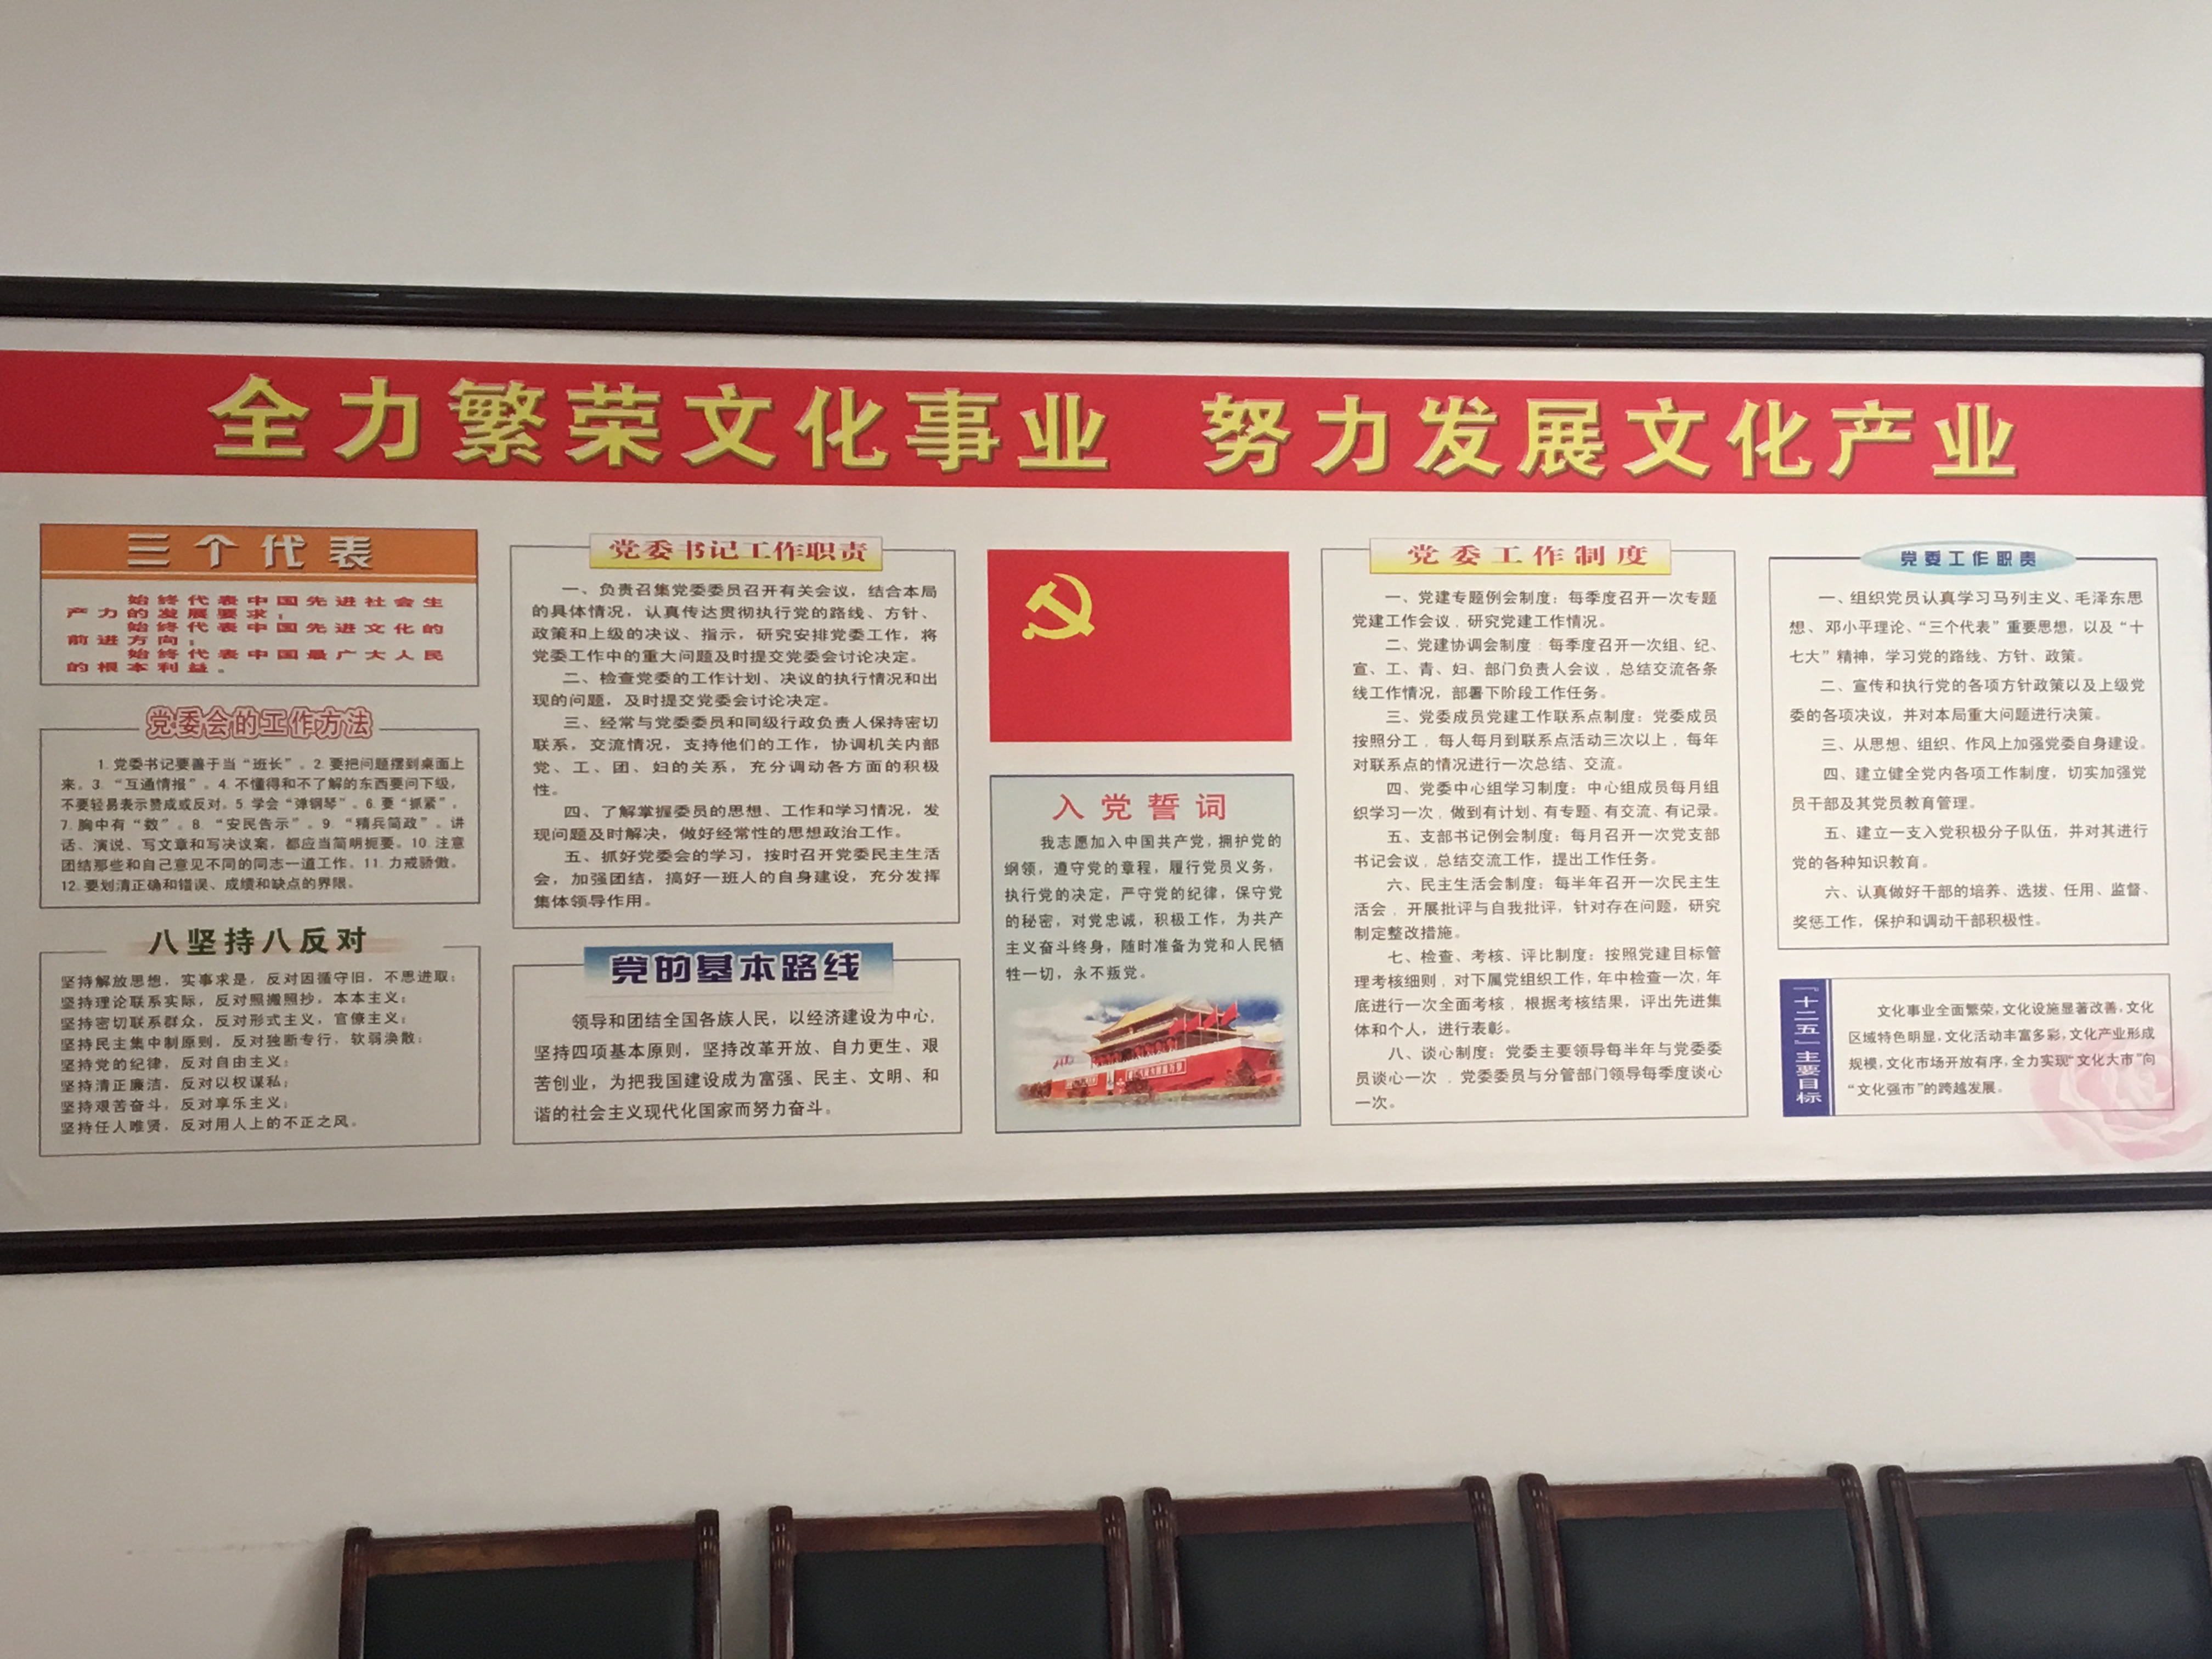 全力繁荣文化事业 努力发展文化产业
三个代表
始终代表中国先进社会生
产力的发展要求；
始终代表中国先进文化的
前进方向；
始终代表中国最广大人民
的根本利益。
党委会的工作方法
1.党委书记要善于当“班长”。2.要把问题摆到桌面上
来。3.“互通情报”。4.不懂得和不了解的东西要问下级，
不要轻易表示赞成或反对。5.学会“弹钢琴”。6.要“抓紧”，
7.胸中有“数”。8.“安民告示”。9.“精兵简政”。讲
话、演说、写文章和写决议案，都应当简明扼要。10.注意
团结那些和自己意见不同的同志一道工作。11.力戒骄傲。
12.要划清正确和错误、成绩和缺点的界限。
八坚持八反对
坚持解放思想，实事求是，反对因循守旧，不思进取；
坚持理论联系实际，反对照搬照抄，本本主义；
坚持密切联系群众，反对形式主义，官僚主义；
坚持民主集中制原则，反对独断专行，软弱涣散；
坚持党的纪律，反对自由主义；
坚持清正廉洁，反对以权谋私；
坚持艰苦奋斗，反对享乐主义；
坚持任人唯贤，反对用人上的不正之风。
党委书记工作职责
一、负责召集党委委员召开有关会议，结合本局
的具体情况，认真传达贯彻执行党的路线、方针、
政策和上级的决议、指示，研究安排党委工作，将
党委工作中的重大问题及时提交党委会讨论决定。
二、检查党委的工作计划、决议的执行情况和出
现的问题，及时提交党委会讨论决定。
三、经常与党委委员和同级行政负责人保持密切
联系，交流情况，支持他们的工作，协调机关内部
党、工、团、妇的关系，充分调动各方面的积极
性。
四、了解掌握委员的思想、工作和学习情况，发
现问题及时解决，做好经常性的思想政治工作。
五、抓好党委会的学习，按时召开党委民主生活
会，加强团结，搞好一班人的自身建设，充分发挥
集体领导作用。
党的基本路线
领导和团结全国各族人民，以经济建设为中心，
坚持四项基本原则，坚持改革开放、自力更生、艰
苦创业，为把我国建设成为富强、民主、文明、和
谐的社会主义现代化国家而努力奋斗。
入党誓词
我志愿加入中国共产党，拥护党的
纲领，遵守党的章程，履行党员义务，
执行党的决定，严守党的纪律，保守党
的秘密，对党忠诚，积极工作，为共产
主义奋斗终身，随时准备为党和人民牺
牲一切，永不叛党。
党委工作制度
一、党建专题例会制度：每季度召开一次专题
党建工作会议，研究党建工作情况。
二、党建协调会制度：每季度召开一次组、纪、
宣、工、青、妇、部门负责人会议，总结交流各条
线工作情况，部署下阶段工作任务。
三、党委成员党建工作联系点制度：党委成员
按照分工，每人每月到联系点活动三次以上，每年
对联系点的情况进行一次总结、交流。
四、党委中心组学习制度：中心组成员每月组
织学习一次，做到有计划、有专题、有交流、有记录。
五、支部书记例会制度：每月召开一次党支部
书记会议，总结交流工作，提出工作任务。
六、民主生活会制度：每半年召开一次民主生
活会，开展批评与自我批评，针对存在问题，研究
制定整改措施。
七、检查、考核、评比制度：按照党建目标管
理考核细则，对下属党组织工作，年中检查一次，年
底进行一次全面考核，根据考核结果，评出先进集
体和个人，进行表彰。
八、谈心制度：党委主要领导每半年与党委委
员谈心一次，党委委员与分管部门领导每季度谈心
一次。
党委工作职责
一、组织党员认真学习马列主义、毛泽东思
想、邓小平理论、“三个代表”重要思想，以及“十
七大”精神，学习党的路线、方针、政策。
二、宣传和执行党的各项方针政策以及上级党
委的各项决议，并对本局重大问题进行决策。
三、从思想、组织、作风上加强党委自身建设。
四、建立健全党内各项工作制度，切实加强党
员干部及其党员教育管理。
五、建立一支入党积极分子队伍，并对其进行
党的各种知识教育。
六、认真做好干部的培养、选拔、任用、监督、
奖惩工作，保护和调动干部积极性。
“十二五”主要目标
文化事业全面繁荣，文化设施显著改善，文化
区域特色明显，文化活动丰富多彩，文化产业形成
规模，文化市场开放有序，全力实现“文化大市”向
“文化强市”的跨越发展。